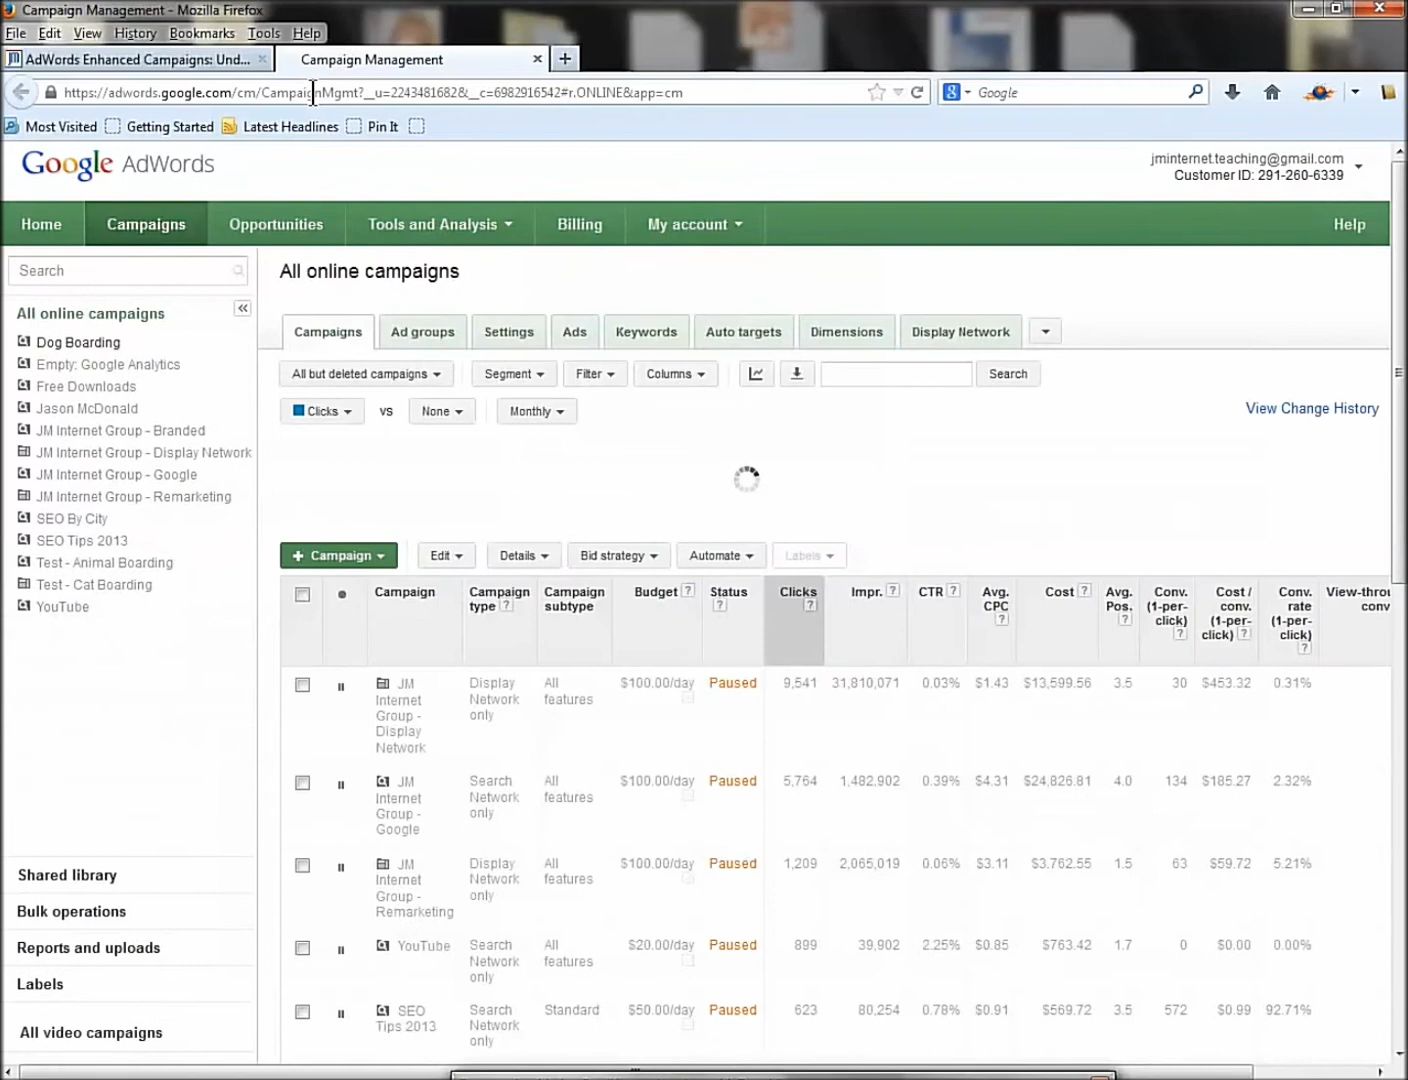 Campaign Management - Mozilla Firefox
File Edit View History Bookmarks Tools Help
AdWords Enhanced Campaigns: Und...
Campaign Management
https://adwords.google.com/cm/CampaignMgmt?__u=22434816828&__c=6982916542#r.ONLINE&app=cm
Google
Most Visited Getting Started Latest Headlines Pin It
Google AdWords
jminternet.teaching@gmail.com
Customer ID: 291-260-6339
Home Campaigns Opportunities Tools and Analysis Billing My account Help
Search
All online campaigns
Dog Boarding
Empty: Google Analytics
Free Downloads
Jason McDonald
JM Internet Group - Branded
JM Internet Group - Display Network
JM Internet Group - Google
JM Internet Group - Remarketing
SEO By City
SEO Tips 2013
Test - Animal Boarding
Test - Cat Boarding
YouTube
Shared library
Bulk operations
Reports and uploads
Labels
All video campaigns
All online campaigns
Campaigns Ad groups Settings Ads Keywords Auto targets Dimensions Display Network
All but deleted campaigns Segment Filter Columns Search
Clicks vs None Monthly
View Change History
+ Campaign Edit Details Bid strategy Automate Labels
Campaign
Campaign type ?
Campaign subtype
Budget ?
Status ?
Clicks ?
Impr. ?
CTR ?
Avg. CPC ?
Cost ?
Avg. Pos. ?
Conv. (1-per-click) ?
Cost / conv. (1-per-click) ?
Conv. rate (1-per-click) ?
View-throu conv
JM Internet Group - Display Network Display Network only All features $100.00/day Paused 9,541 31,810,071 0.03% $1.43 $13,599.56 3.5 30 $453.32 0.31%
JM Internet Group - Google Search Network only All features $100.00/day Paused 5,764 1,482,902 0.39% $4.31 $24,826.81 4.0 134 $185.27 2.32%
JM Internet Group - Remarketing Display Network only All features $100.00/day Paused 1,209 2,065,019 0.06% $3.11 $3,762.55 1.5 63 $59.72 5.21%
YouTube Search Network only All features $20.00/day Paused 899 39,902 2.25% $0.85 $763.42 1.7 0 $0.00 0.00%
SEO Tips 2013 Search Network only Standard $50.00/day Paused 623 80,254 0.78% $0.91 $569.72 3.5 572 $0.99 92.71%